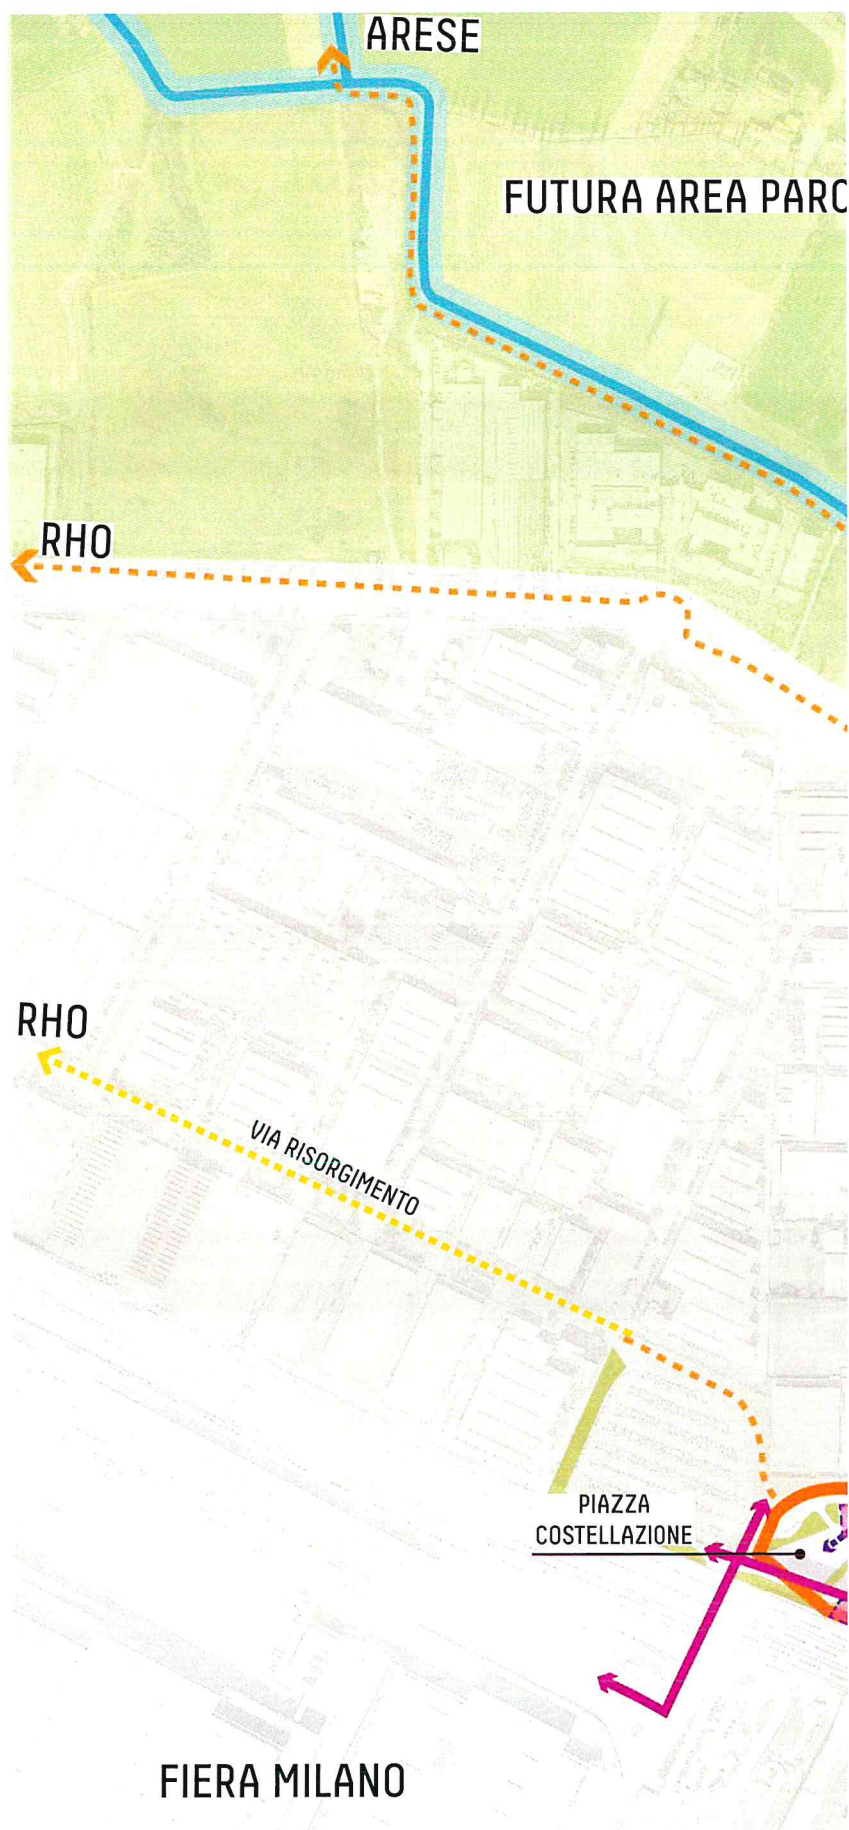 ARESE
FUTURA AREA PARC
RHO
RHO
VIA RISORGIMENTO
PIAZZA
COSTELLAZIONE
FIERA MILANO